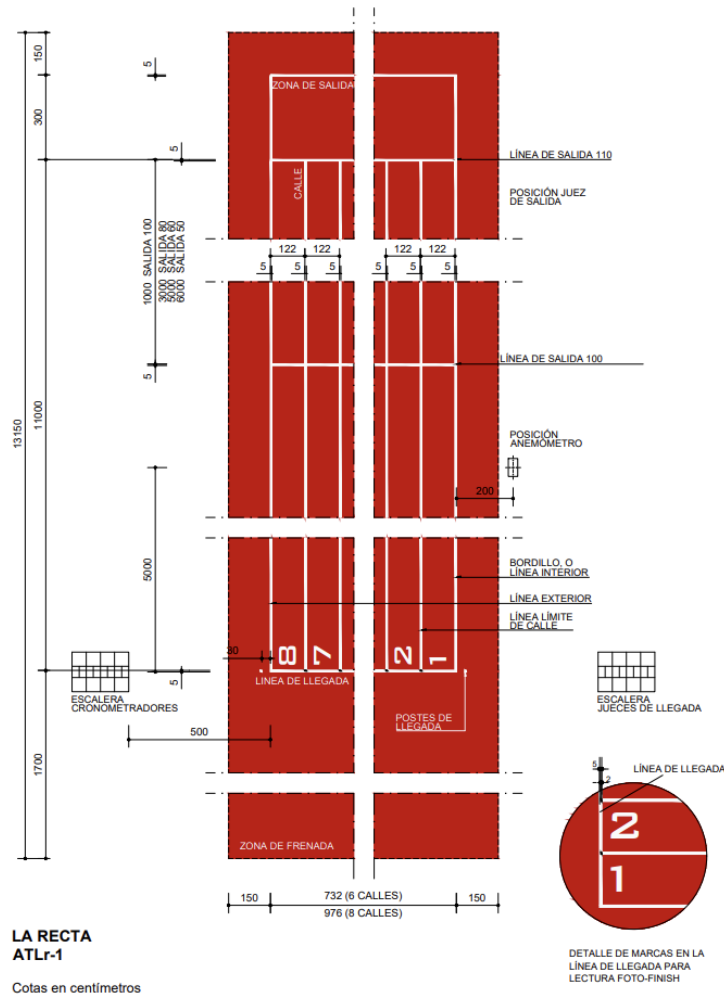 150
5
ZONA DE SALIDA
300
5
LÍNEA DE SALIDA 110
CALLE
POSICIÓN JUEZ
DE SALIDA
1000 SALIDA 100
3000 SALIDA 80
5000 SALIDA 60
6000 SALIDA 50
122
122
122
122
5
5
5
5
5
5
LÍNEA DE SALIDA 100
5
13150
11000
POSICIÓN
ANEMÓMETRO
200
5000
BORDILLO, O
LÍNEA INTERIOR
LÍNEA EXTERIOR
LÍNEA LÍMITE
DE CALLE
30
8
7
2
1
5
LINEA DE LLEGADA
ESCALERA
CRONOMETRADORES
ESCALERA
JUECES DE LLEGADA
POSTES DE
LLEGADA
500
1700
5
LÍNEA DE LLEGADA
2
2
1
ZONA DE FRENADA
150
732 (6 CALLES)
150
976 (8 CALLES)
LA RECTA
ATLr-1
DETALLE DE MARCAS EN LA
LÍNEA DE LLEGADA PARA
LECTURA FOTO-FINISH
Cotas en centímetros